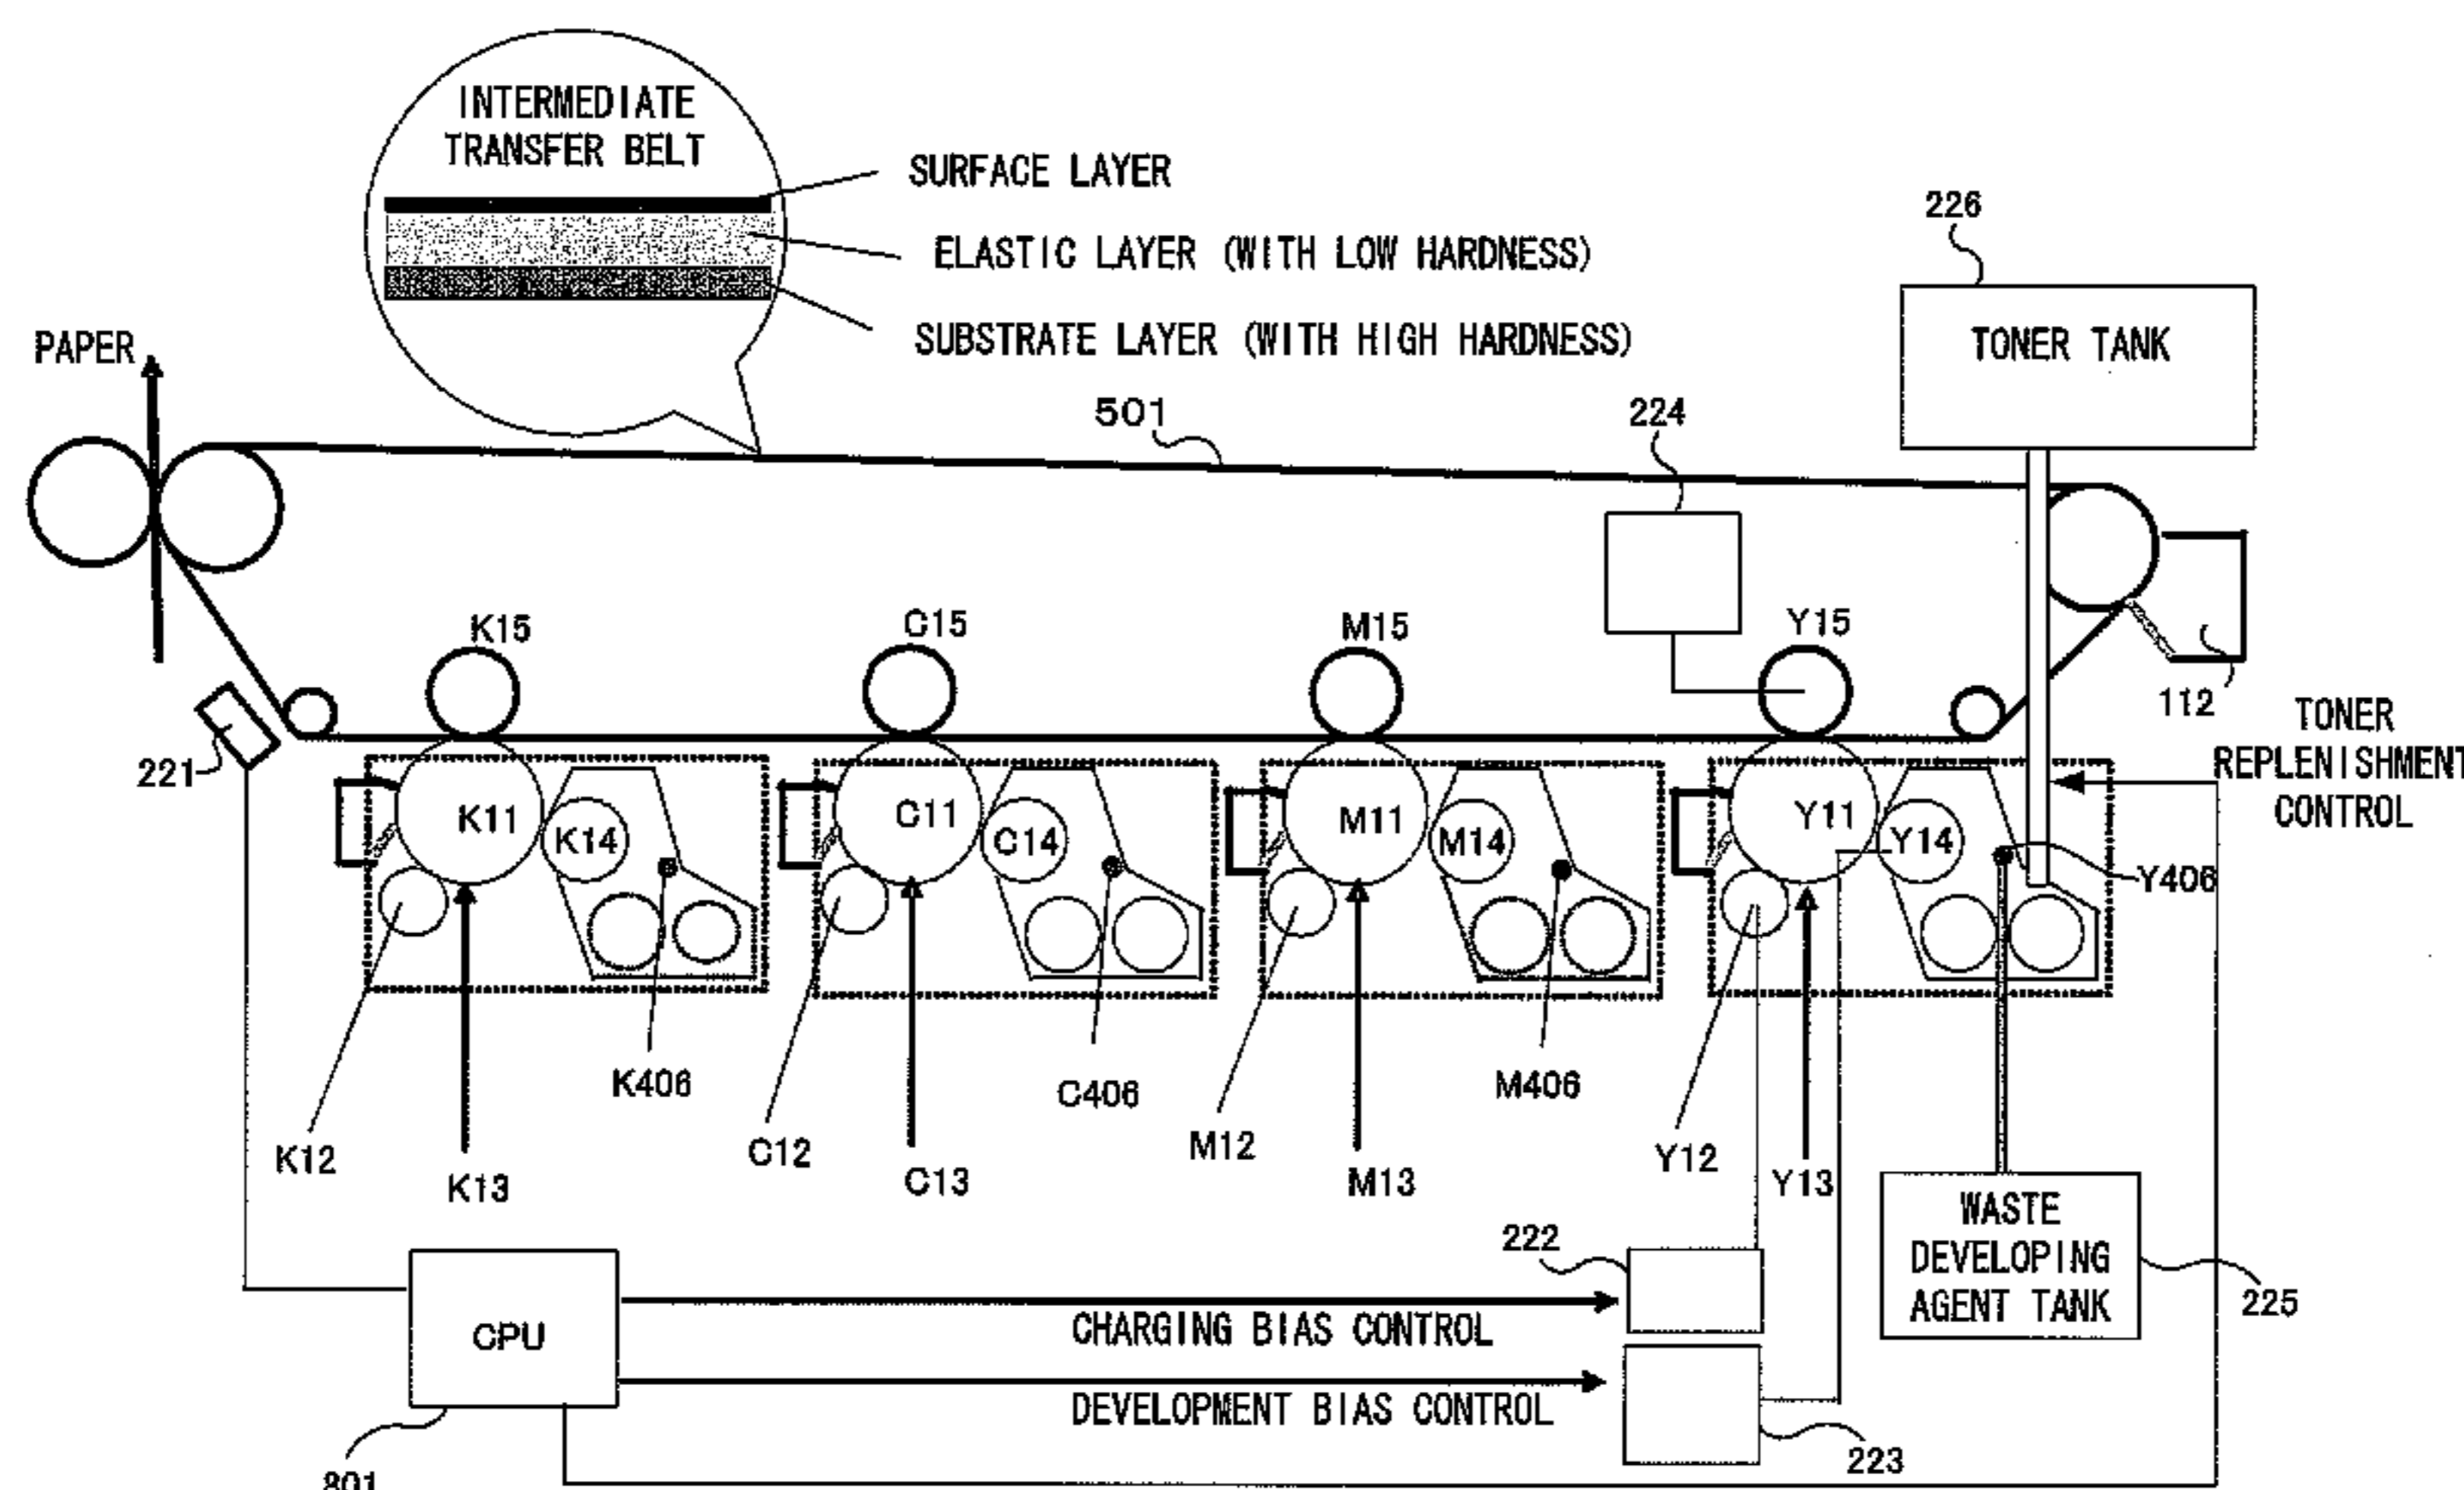 INTERMEDIATE
TRANSFER BELT
SURFACE LAYER
ELASTIC LAYER (WITH LOW HARDNESS)
SUBSTRATE LAYER (WITH HIGH HARDNESS)
226
TONER TANK
PAPER
501
224
K15
C15
M15
Y15
112
221
TONER
REPLENISHMENT
CONTROL
K11
K14
C11
C14
M11
M14
Y11
Y14
Y406
K406
C406
M406
K12
K13
C12
C13
M12
M13
Y12
Y13
WASTE
DEVELOPING
AGENT TANK
225
222
CPU
CHARGING BIAS CONTROL
DEVELOPMENT BIAS CONTROL
223
801